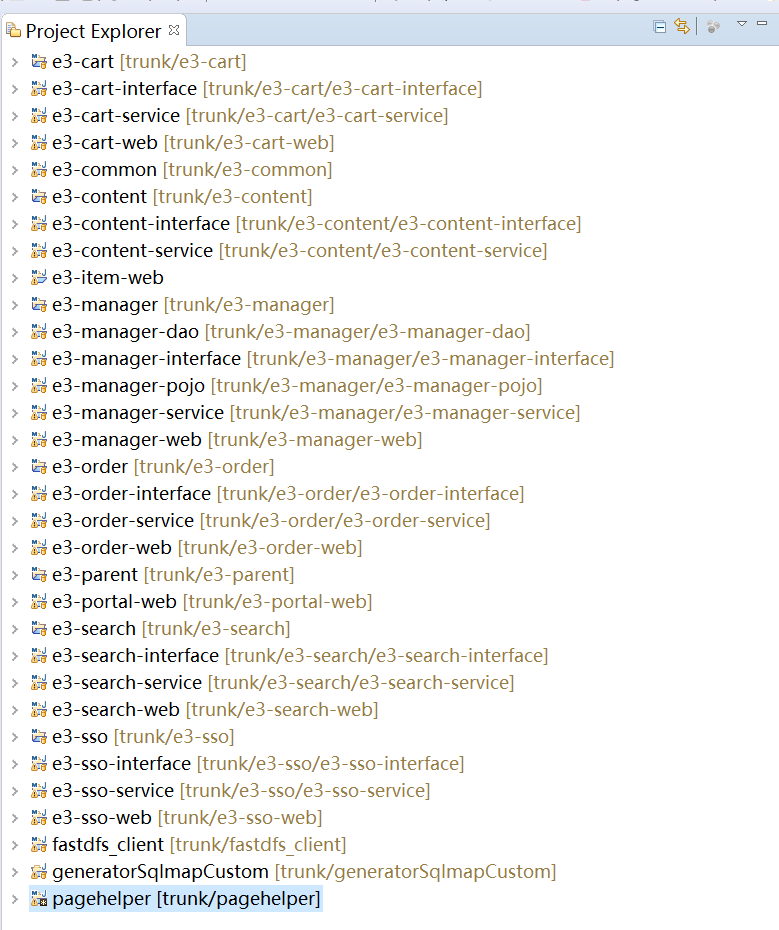 Project Explorer
e3-cart [trunk/e3-cart]
e3-cart-interface [trunk/e3-cart/e3-cart-interface]
e3-cart-service [trunk/e3-cart/e3-cart-service]
e3-cart-web [trunk/e3-cart-web]
e3-common [trunk/e3-common]
e3-content [trunk/e3-content]
e3-content-interface [trunk/e3-content/e3-content-interface]
e3-content-service [trunk/e3-content/e3-content-service]
e3-item-web
e3-manager [trunk/e3-manager]
e3-manager-dao [trunk/e3-manager/e3-manager-dao]
e3-manager-interface [trunk/e3-manager/e3-manager-interface]
e3-manager-pojo [trunk/e3-manager/e3-manager-pojo]
e3-manager-service [trunk/e3-manager/e3-manager-service]
e3-manager-web [trunk/e3-manager-web]
e3-order [trunk/e3-order]
e3-order-interface [trunk/e3-order/e3-order-interface]
e3-order-service [trunk/e3-order/e3-order-service]
e3-order-web [trunk/e3-order-web]
e3-parent [trunk/e3-parent]
e3-portal-web [trunk/e3-portal-web]
e3-search [trunk/e3-search]
e3-search-interface [trunk/e3-search/e3-search-interface]
e3-search-service [trunk/e3-search/e3-search-service]
e3-search-web [trunk/e3-search-web]
e3-sso [trunk/e3-sso]
e3-sso-interface [trunk/e3-sso/e3-sso-interface]
e3-sso-service [trunk/e3-sso/e3-sso-service]
e3-sso-web [trunk/e3-sso-web]
fastdfs_client [trunk/fastdfs_client]
generatorSqlmapCustom [trunk/generatorSqlmapCustom]
pagehelper [trunk/pagehelper]